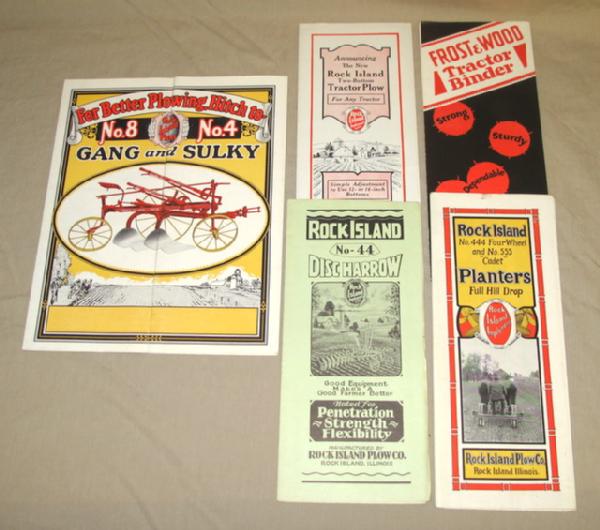 For Better Plowing, Hitch to-
No. 8 No. 4
GANG and SULKY
Announcing
The New
Rock Island
Two-Bottom
Tractor Plow
For Any Tractor
Simple Adjustment
to Use 12- or 14-inch
Bottoms
FROST & WOOD
Tractor
Binder
Strong
Sturdy
Dependable
ROCK ISLAND
No-44
DISC HARROW
Good Equipment
Makes A
Good Farmer Better
Noted For
Penetration
Strength
Flexibility
MANUFACTURED BY
ROCK ISLAND PLOW CO.
ROCK ISLAND, ILLINOIS
Rock Island
No. 444 Four Wheel
and No. 555
Cadet
Planters
Full Hill Drop
Rock
Island
Implements
Rock Island Plow Co.
Rock Island Illinois.